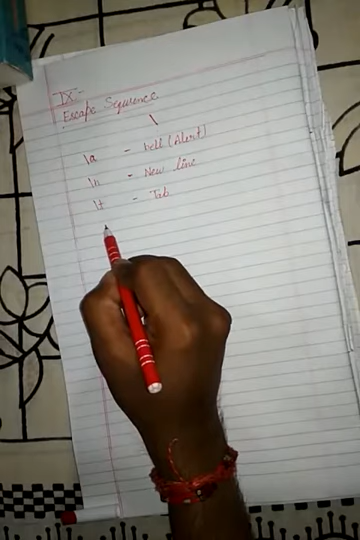 IX:-
Escape Sequence
\
\a - bell (Alert)
\n - New line
\t - Tab